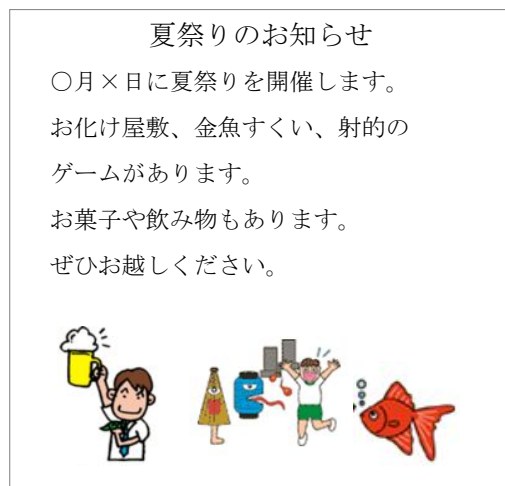 夏祭りのお知らせ
〇月×日に夏祭りを開催します。
お化け屋敷、金魚すくい、射的の
ゲームがあります。
お菓子や飲み物もあります。
ぜひお越しください。